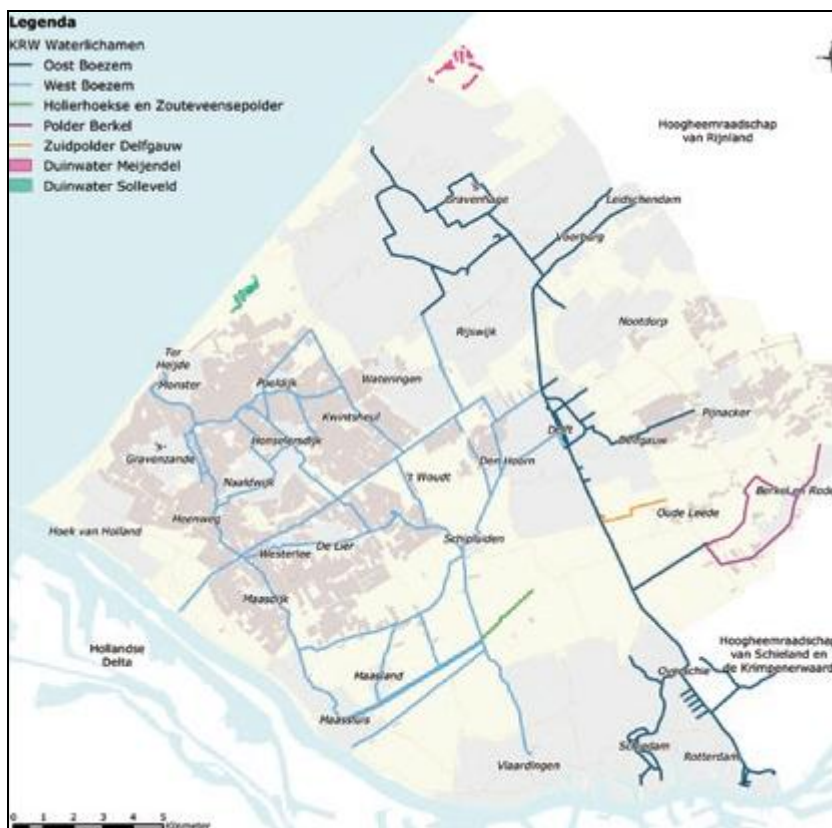 Legenda
KRW Waterlichamen
Oost Boezem
West Boezem
Holierhoekse en Zouteveensepolder
Polder Berkel
Zuidpolder Delfgauw
Duinwater Meijendel
Duinwater Solleveld
Hoogheemraadschap
van Rijnland
's
Gravenhage
Leidschendam
Voorburg
Nootdorp
Rijswijk
Ter
Heijde
Monster
Poeldijk
Wateringen
Kwintsheul
Pijnacker
Honselersdijk
Delft
Delfgauw
's-
Gravenzande
Den Hoorn
't Woudt
Naaldwijk
Berkel en Rode
Heenweg
Oude Leede
Hoek van Holland
De Lier
Schipluiden
Westerlee
Maasdijk
Hollandse
Delta
Hoogheemraadschap
van Schieland en
de Krimpenerwaard
Overschie
Maasland
Maassluis
Schiedam
Rotterdam
Vlaardingen
0 1 2 3 4 5
Kilometer